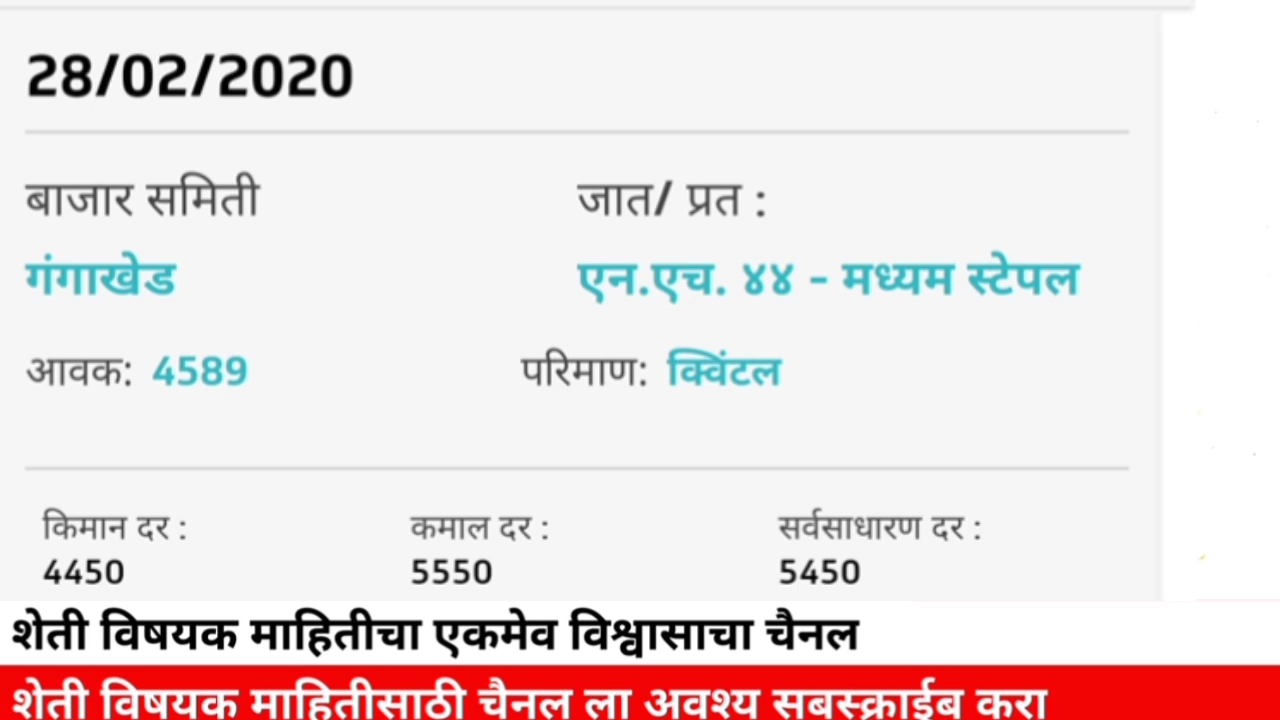 28/02/2020
बाजार समिती जात/ प्रत :
गंगाखेड एन.एच. ४४ - मध्यम स्टेपल
आवक: 4589 परिमाण: क्विंटल
किमान दर : कमाल दर : सर्वसाधारण दर :
4450 5550 5450
शेती विषयक माहितीचा एकमेव विश्वासाचा चैनल
शेती विषयक माहितीसाठी चैनल ला अवश्य सबस्क्राईब करा